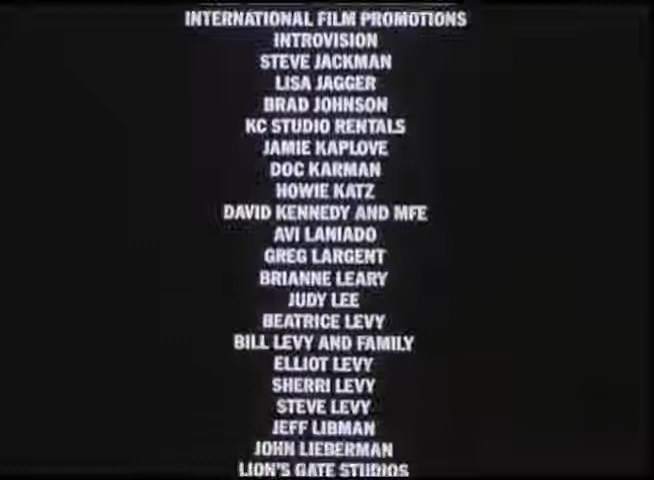 INTERNATIONAL FILM PROMOTIONS
INTROVISION
STEVE JACKMAN
LISA JAGGER
BRAD JOHNSON
KC STUDIO RENTALS
JAMIE KAPLOVE
DOC KARMAN
HOWIE KATZ
DAVID KENNEDY AND MFE
AVI LANIADO
GREG LARGENT
BRIANNE LEARY
JUDY LEE
BEATRICE LEVY
BILL LEVY AND FAMILY
ELLIOT LEVY
SHERRI LEVY
STEVE LEVY
JEFF LIBMAN
JOHN LIEBERMAN
LION'S GATE STUDIOS